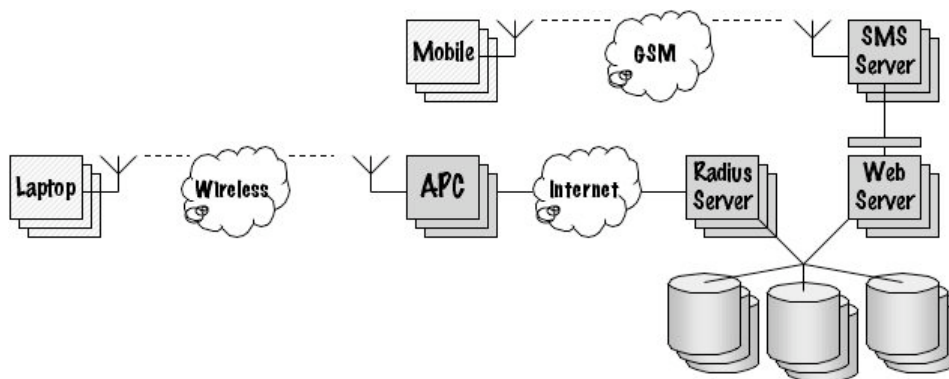 Mobile
GSM
SMS
Server
Laptop
Wireless
APC
Internet
Radius
Server
Web
Server